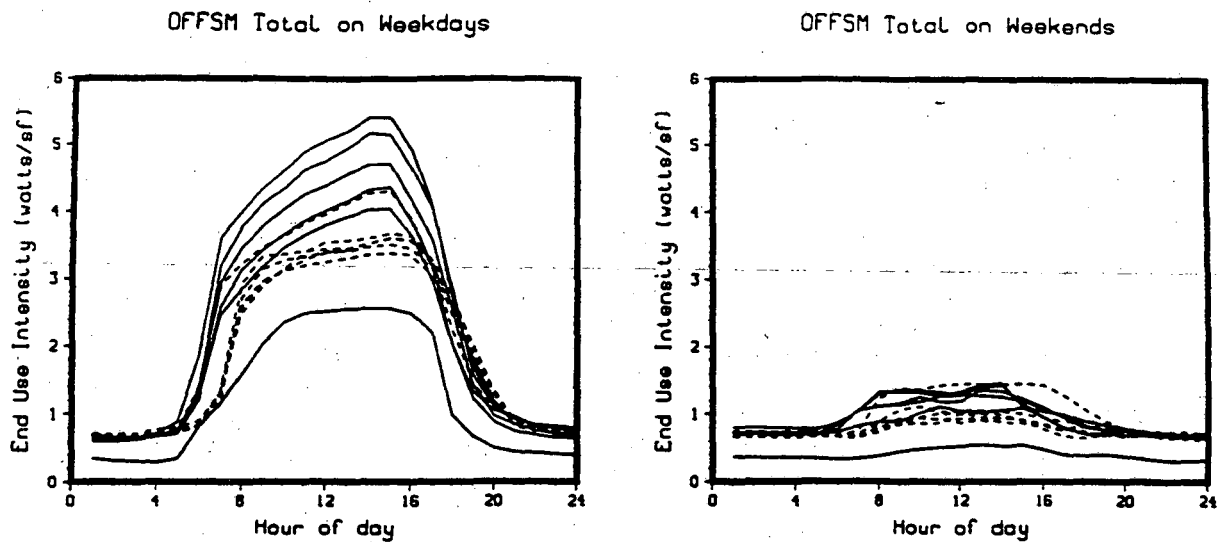 OFFSM Total on Weekdays
End Use Intensity (watts/sf)
6
5
4
3
2
1
0
0 4 8 12 16 20 24
Hour of day
OFFSM Total on Weekends
End Use Intensity (watts/sf)
6
5
4
3
2
1
0
0 4 8 12 16 20 24
Hour of day